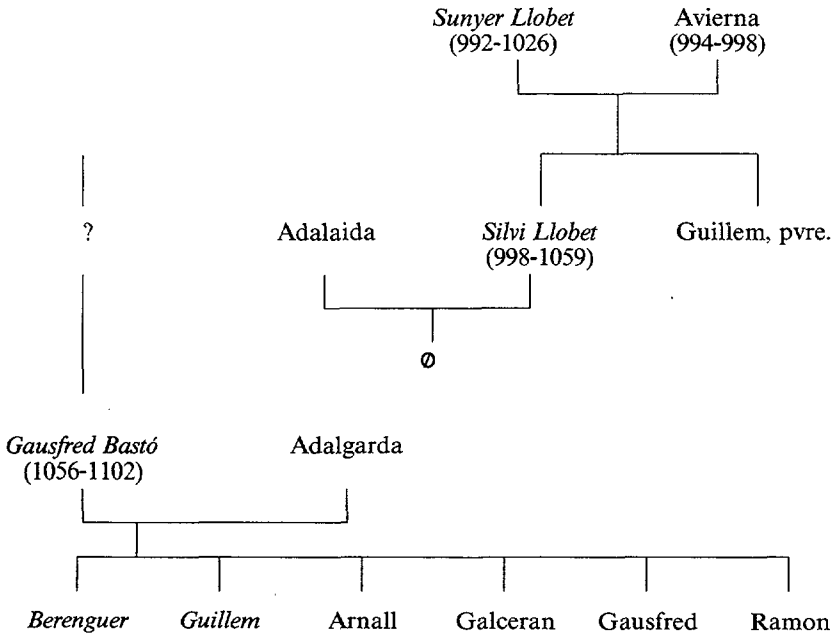 Sunyer Llobet Avierna
(992-1026) (994-998)
? Adalaida Silvi Llobet Guillem, pvre.
(998-1059)
Ø
Gausfred Bastó Adalgarda
(1056-1102)
Berenguer Guillem Arnall Galceran Gausfred Ramon